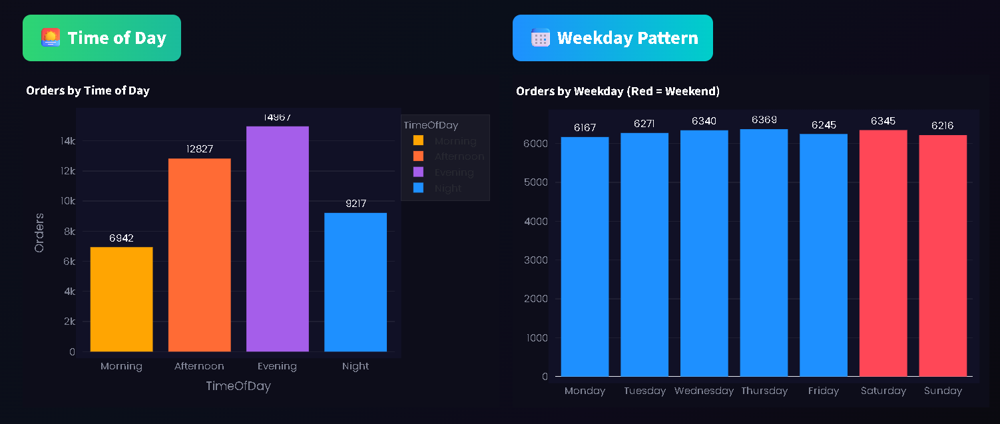 Time of Day
Orders by Time of Day
Orders
14k
12k
10k
8k
6k
4k
2k
0
6942
12827
14967
9217
Morning
Afternoon
Evening
Night
TimeOfDay
TimeOfDay
Morning
Afternoon
Evening
Night
Weekday Pattern
Orders by Weekday (Red = Weekend)
6000
5000
4000
3000
2000
1000
0
6167
6271
6340
6369
6245
6345
6216
Monday
Tuesday
Wednesday
Thursday
Friday
Saturday
Sunday